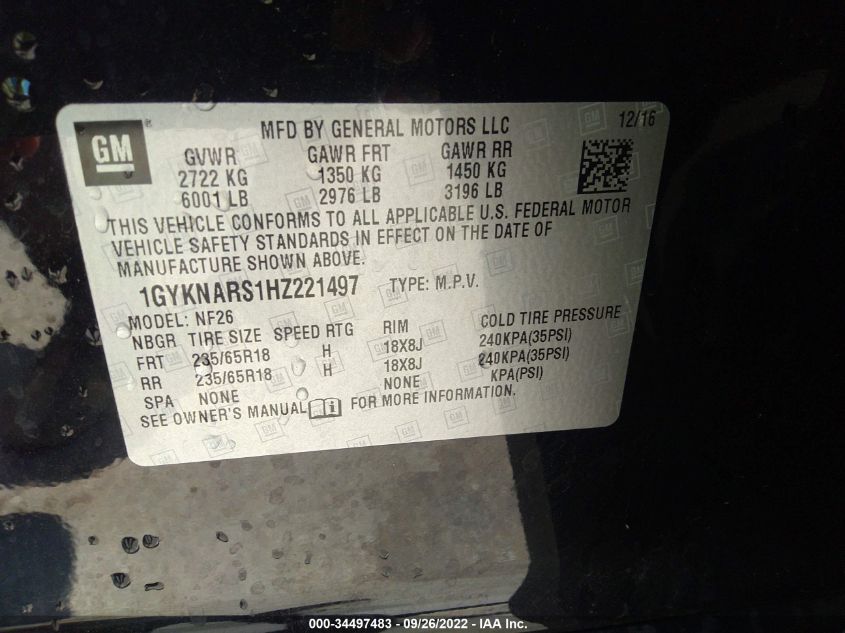 GM
MFD BY GENERAL MOTORS LLC 12/16
GVWR GAWR FRT GAWR RR
2722 KG 1350 KG 1450 KG
6001 LB 2976 LB 3196 LB
THIS VEHICLE CONFORMS TO ALL APPLICABLE U.S. FEDERAL MOTOR
VEHICLE SAFETY STANDARDS IN EFFECT ON THE DATE OF
MANUFACTURE SHOWN ABOVE.
1GYKNARS1HZ221497 TYPE: M.P.V.
MODEL: NF26
NBGR TIRE SIZE SPEED RTG RIM COLD TIRE PRESSURE
FRT 235/65R18 H 18X8J 240KPA(35PSI)
RR 235/65R18 H 18X8J 240KPA(35PSI)
SPA NONE NONE KPA(PSI)
SEE OWNER'S MANUAL i FOR MORE INFORMATION.
000-34497483 - 09/26/2022 - IAA Inc.